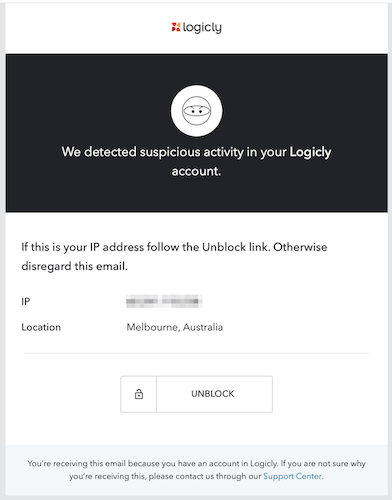 logicly
We detected suspicious activity in your Logicly
account.
If this is your IP address follow the Unblock link. Otherwise
disregard this email.
IP
Location Melbourne, Australia
UNBLOCK
You're receiving this email because you have an account in Logicly. If you are not sure why
you're receiving this, please contact us through our Support Center.